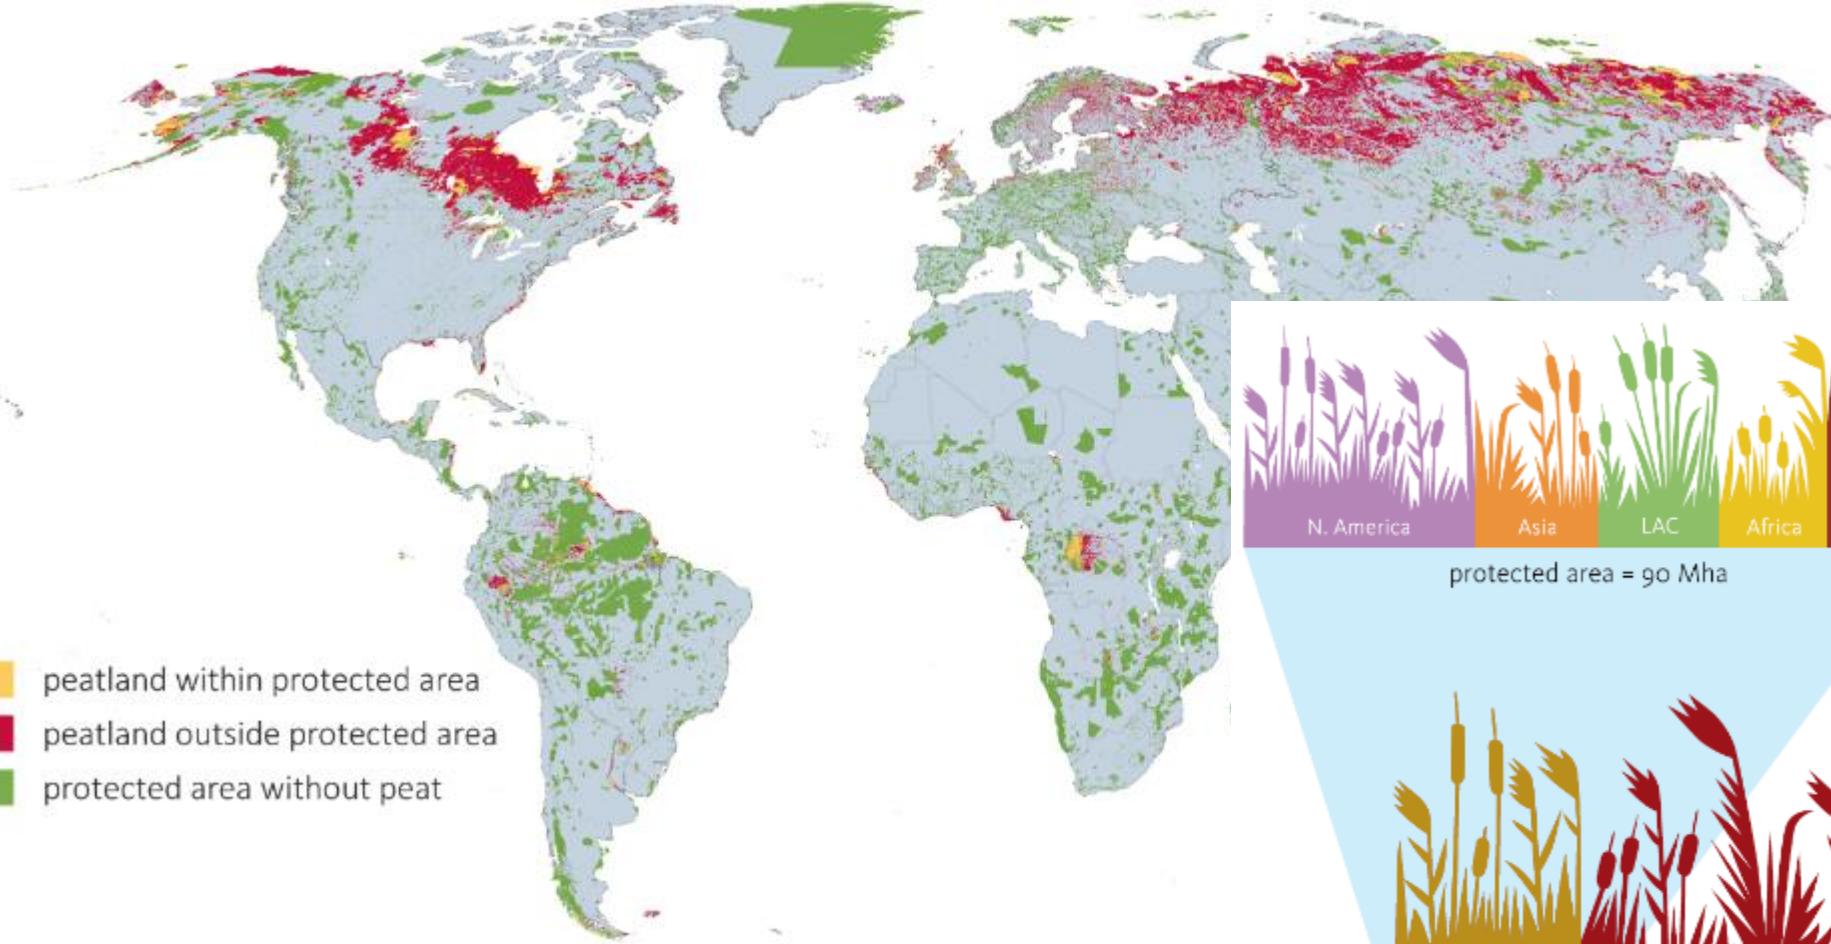 peatland within protected area
peatland outside protected area
protected area without peat
N. America
Asia
LAC
Africa
protected area = 90 Mha